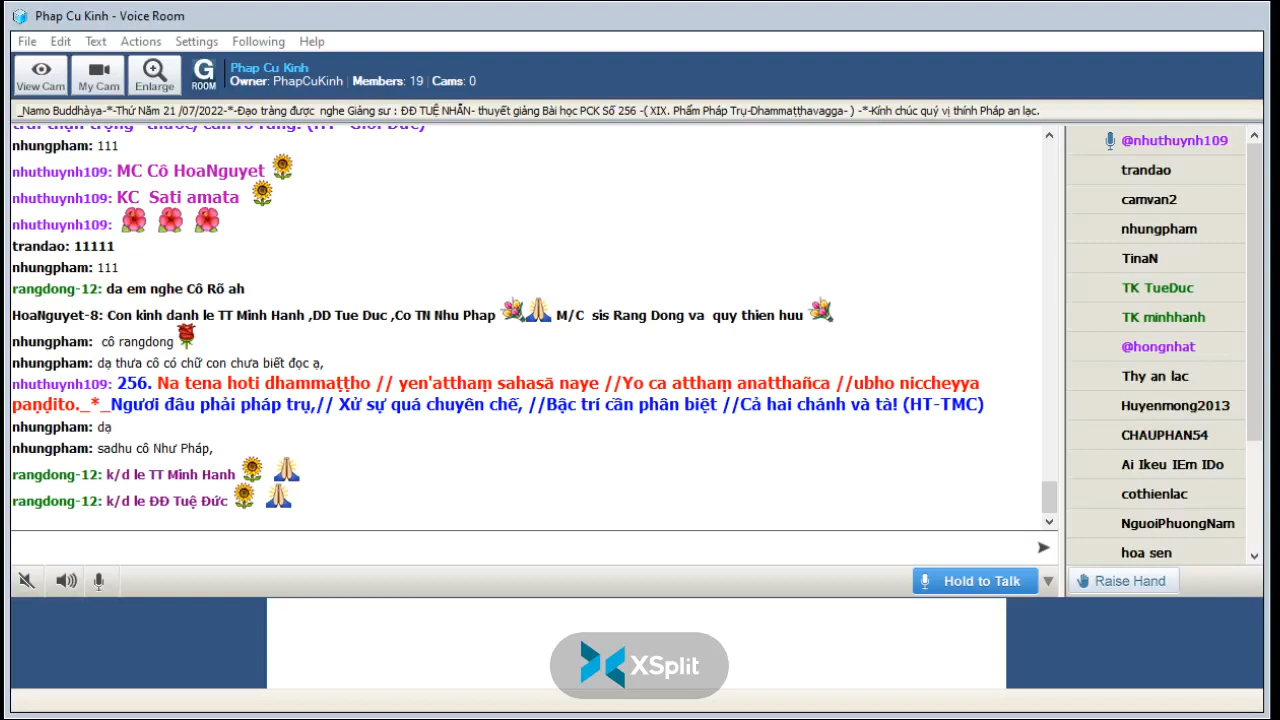 Phap Cu Kinh - Voice Room
File Edit Text Actions Settings Following Help
View Cam My Cam Enlarge G ROOM
Phap Cu Kinh
Owner: PhapCuKinh Members: 19 Cams: 0
_Namo Buddhàya-*-Thứ Năm 21 /07/2022-*-Đạo tràng được nghe Giảng sư : ĐĐ TUỆ NHẪN- thuyết giảng Bài học PCK Số 256 -( XIX. Phẩm Pháp Trụ-Dhammaṭṭhavagga- ) -*-Kính chúc quý vị thính Pháp an lạc.
nhungpham: 111
nhuthuynh109: MC Cô HoaNguyet
nhuthuynh109: KC Sati amata
nhuthuynh109:
trandao: 11111
nhungpham: 111
rangdong-12: da em nghe Cô Rõ ah
HoaNguyet-8: Con kinh danh le TT Minh Hanh ,DD Tue Duc ,Co TN Nhu Phap M/C sis Rang Dong va quy thien huu
nhungpham: cô rangdong
nhungpham: dạ thưa cô có chữ con chưa biết đọc ạ,
nhuthuynh109: 256. Na tena hoti dhammaṭṭho // yen'atthaṃ sahasā naye //Yo ca atthaṃ anatthañca //ubho niccheyya
paṇḍito._*_Ngươi đâu phải pháp trụ,// Xử sự quá chuyên chế, //Bậc trí cần phân biệt //Cả hai chánh và tà! (HT-TMC)
nhungpham: dạ
nhungpham: sadhu cô Như Pháp,
rangdong-12: k/d le TT Minh Hanh
rangdong-12: k/d le ĐĐ Tuệ Đức
@nhuthuynh109
trandao
camvan2
nhungpham
TinaN
TK TueDuc
TK minhhanh
@hongnhat
Thy an lac
Huyenmong2013
CHAUPHAN54
Ai Ikeu IEm IDo
cothienlac
NguoiPhuongNam
hoa sen
Hold to Talk
Raise Hand
XSplit